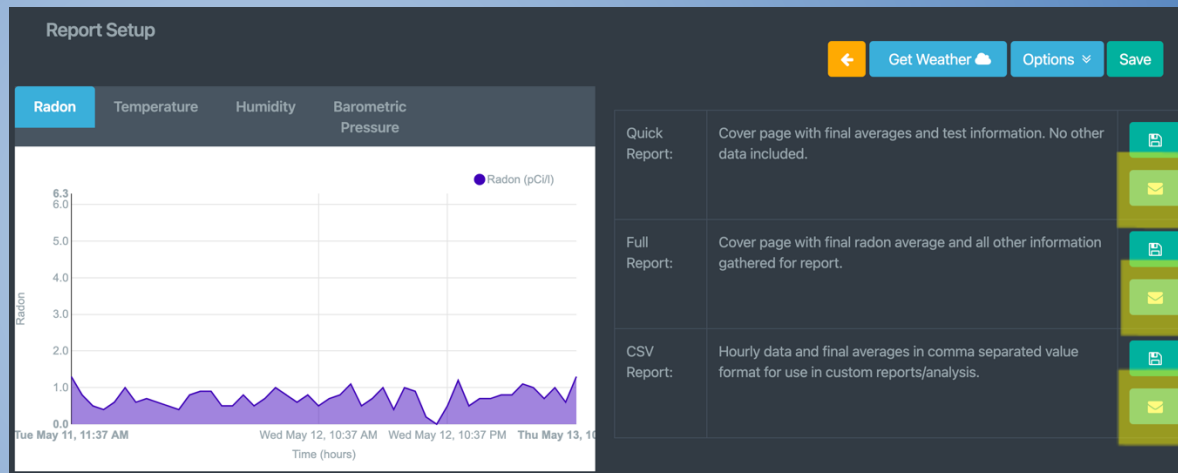 Report Setup
Get Weather
Options
Save
Radon
Temperature
Humidity
Barometric
Pressure
Radon (pCi/l)
6.3
6.0
5.0
4.0
3.0
2.0
1.0
0.0
Radon
Tue May 11, 11:37 AM
Wed May 12, 10:37 AM
Wed May 12, 10:37 PM
Thu May 13, 10
Time (hours)
Quick
Report:
Cover page with final averages and test information. No other
data included.
Full
Report:
Cover page with final radon average and all other information
gathered for report.
CSV
Report:
Hourly data and final averages in comma separated value
format for use in custom reports/analysis.